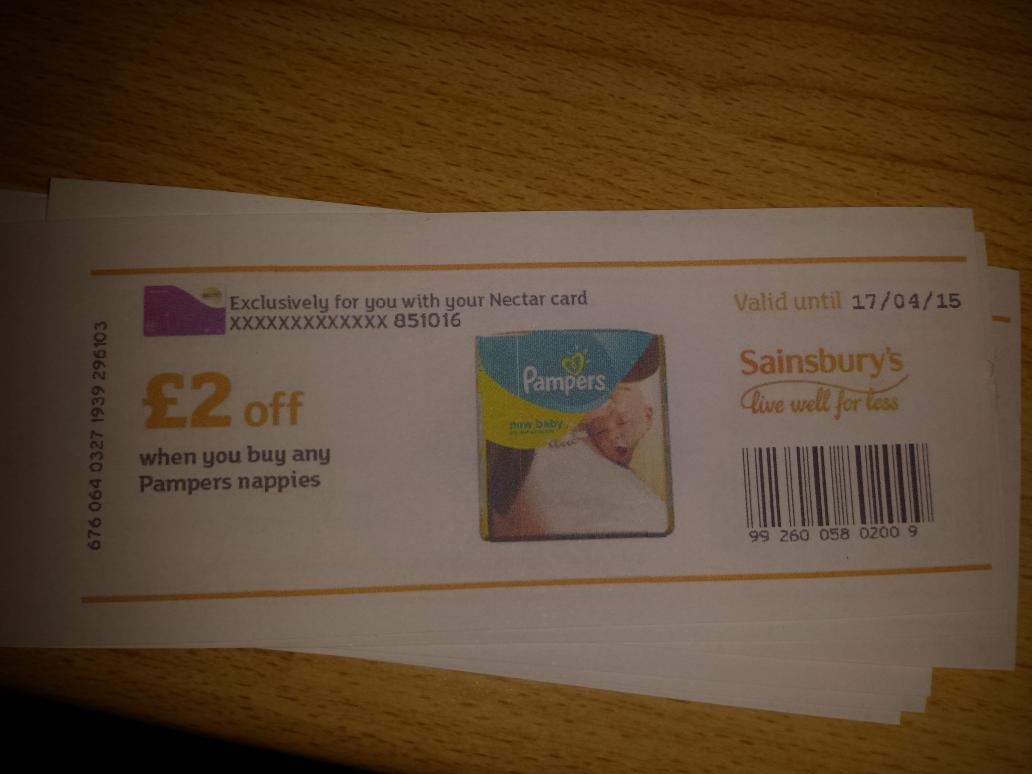 Exclusively for you with your Nectar card
XXXXXXXXXXXXX 851016
Valid until 17/04/15
676 064 0327 1939 296103
£2 off
when you buy any
Pampers nappies
Pampers
new baby
Sainsbury's
live well for less
99 260 058 0200 9